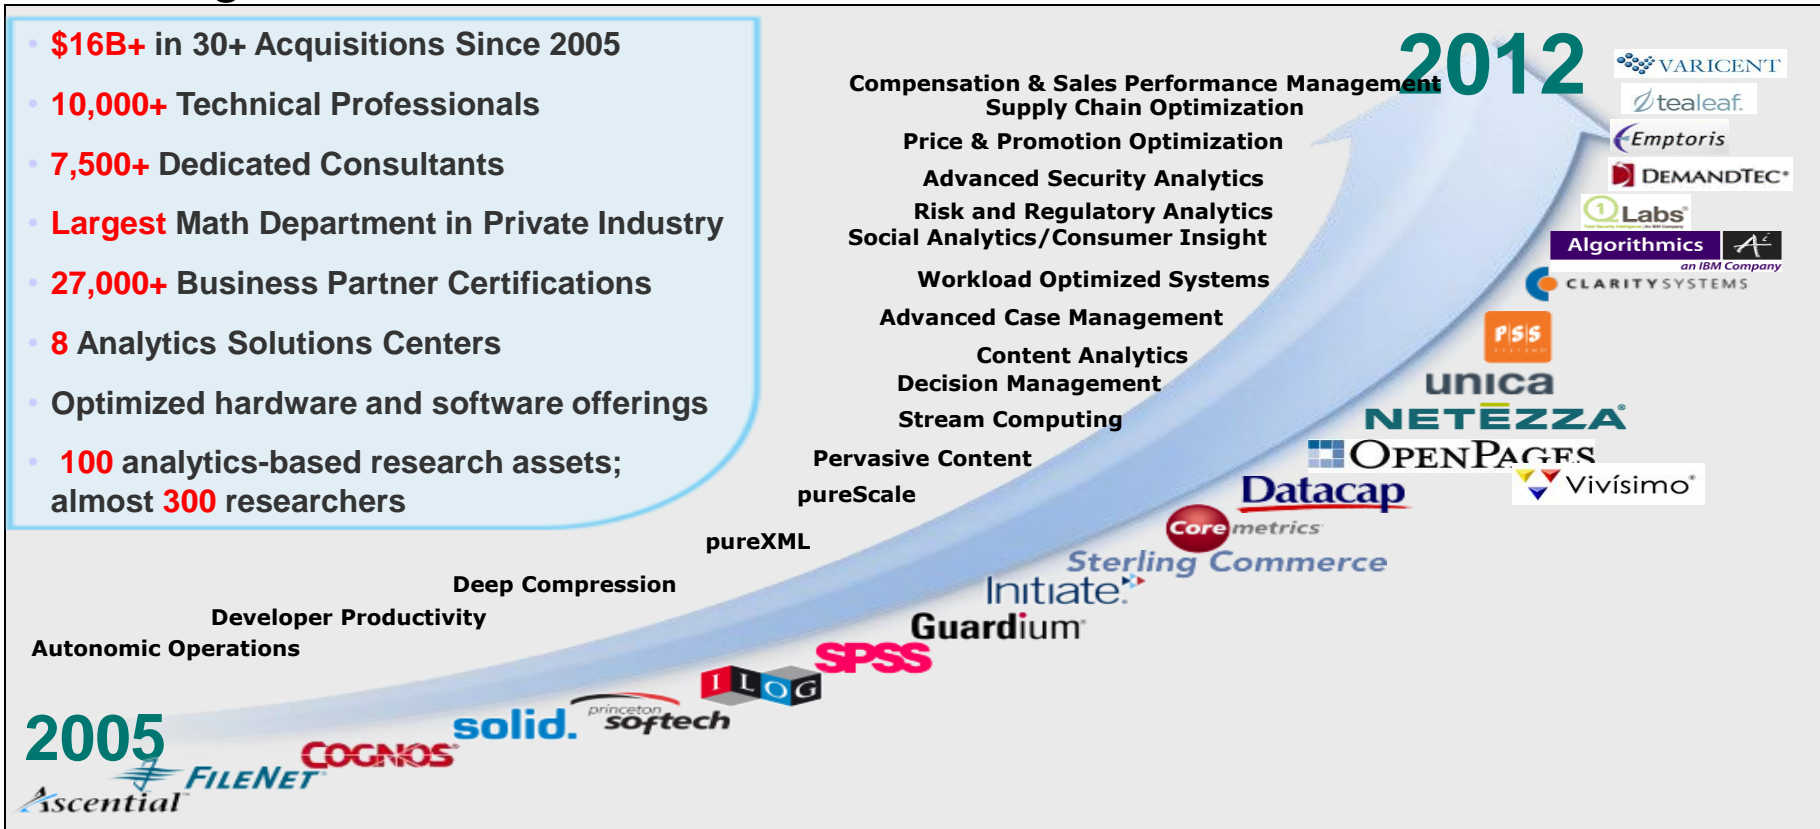 • $16B+ in 30+ Acquisitions Since 2005
• 10,000+ Technical Professionals
• 7,500+ Dedicated Consultants
• Largest Math Department in Private Industry
• 27,000+ Business Partner Certifications
• 8 Analytics Solutions Centers
• Optimized hardware and software offerings
• 100 analytics-based research assets;
almost 300 researchers
2012
Compensation & Sales Performance Management
Supply Chain Optimization
Price & Promotion Optimization
Advanced Security Analytics
Risk and Regulatory Analytics
Social Analytics/Consumer Insight
Workload Optimized Systems
Advanced Case Management
Content Analytics
Decision Management
Stream Computing
Pervasive Content
pureScale
pureXML
Deep Compression
Developer Productivity
Autonomic Operations
2005
VARICENT
tealeaf.
Emptoris
DEMANDTEC
Q1 Labs
Algorithmics Ai
an IBM Company
CLARITY SYSTEMS
PSS
unica
NETEZZA
OPENPAGES
Vivísimo
Datacap
Coremetrics
Sterling Commerce
Initiate.
Guardium
SPSS
ILOG
princeton
softech
solid.
COGNOS
FILENET
Ascential